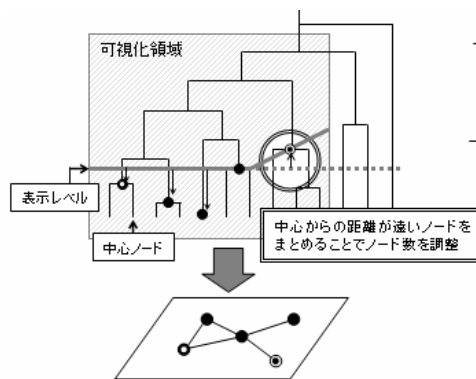 可視化領域
表示レベル
中心ノード
中心からの距離が遠いノードを
まとめることでノード数を調整